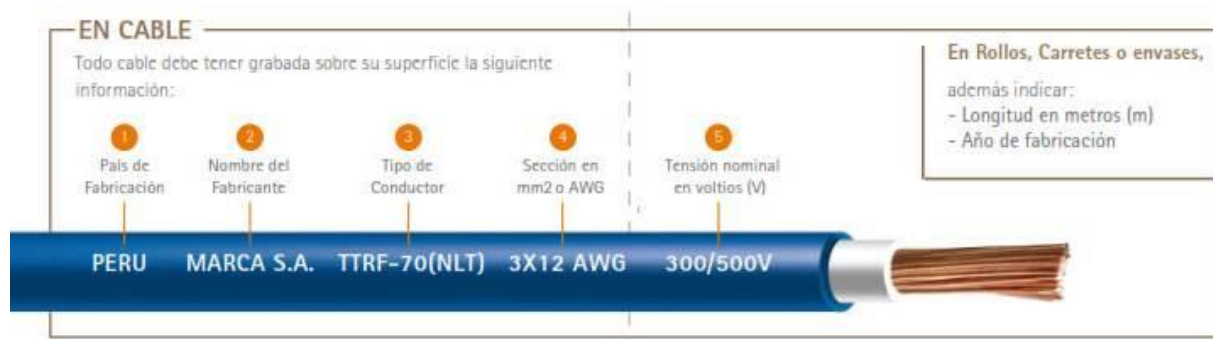 EN CABLE
Todo cable debe tener grabada sobre su superficie la siguiente
información:
1
2
3
4
5
País de
Fabricación
Nombre del
Fabricante
Tipo de
Conductor
Sección en
mm2 o AWG
Tensión nominal
en voltios (V)
PERU MARCA S.A. TTRF-70(NLT) 3X12 AWG 300/500V
En Rollos, Carretes o envases,
además indicar:
- Longitud en metros (m)
- Año de fabricación